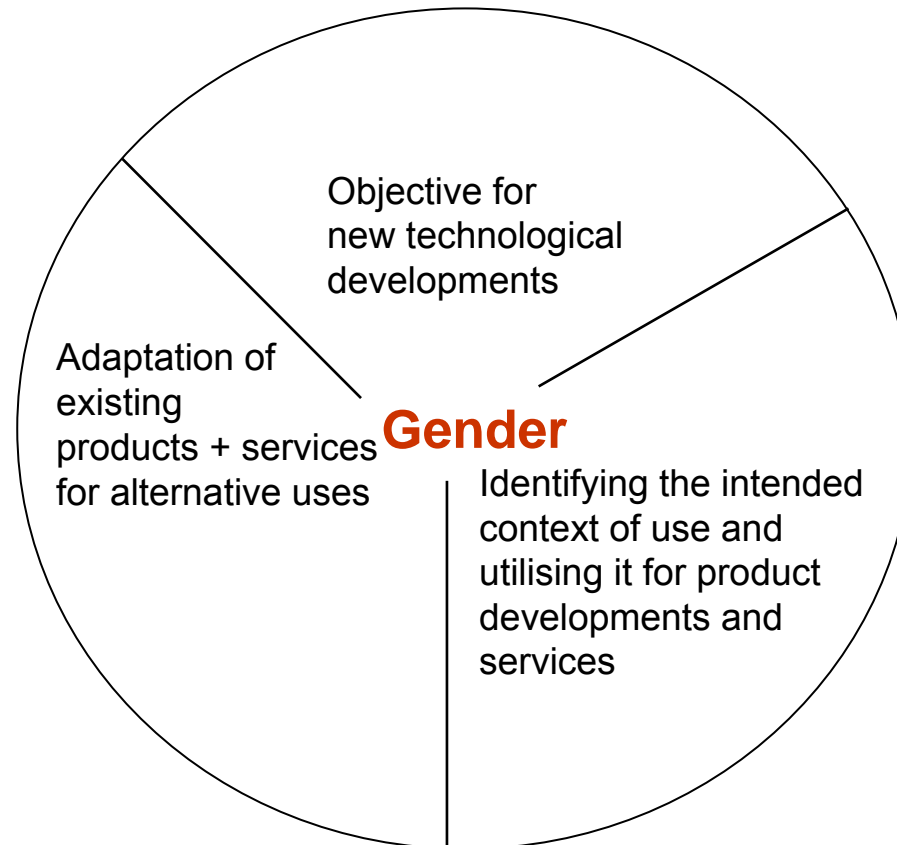 Objective for
new technological
developments
Adaptation of
existing
products + services
for alternative uses
Gender
Identifying the intended
context of use and
utilising it for product
developments and
services